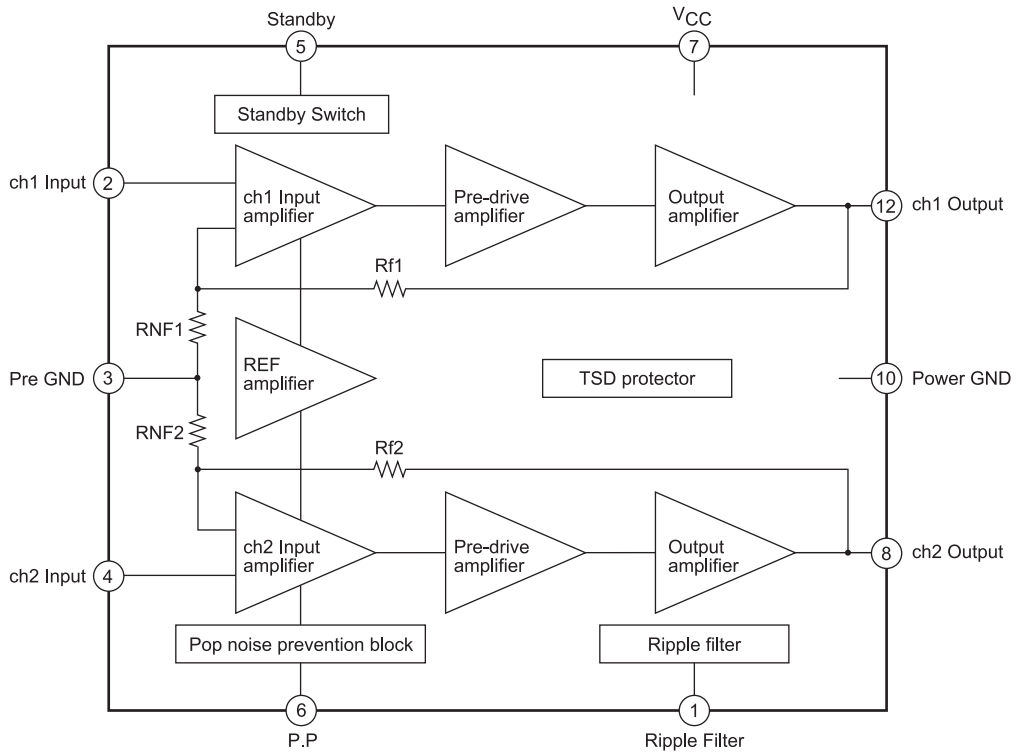 Standby
VCC
5
7
Standby Switch
ch1 Input
2
ch1 Input
amplifier
Pre-drive
amplifier
Output
amplifier
12
ch1 Output
Rf1
RNF1
Pre GND
3
REF
amplifier
TSD protector
10
Power GND
RNF2
Rf2
ch2 Input
4
ch2 Input
amplifier
Pre-drive
amplifier
Output
amplifier
8
ch2 Output
Pop noise prevention block
Ripple filter
6
1
P.P
Ripple Filter